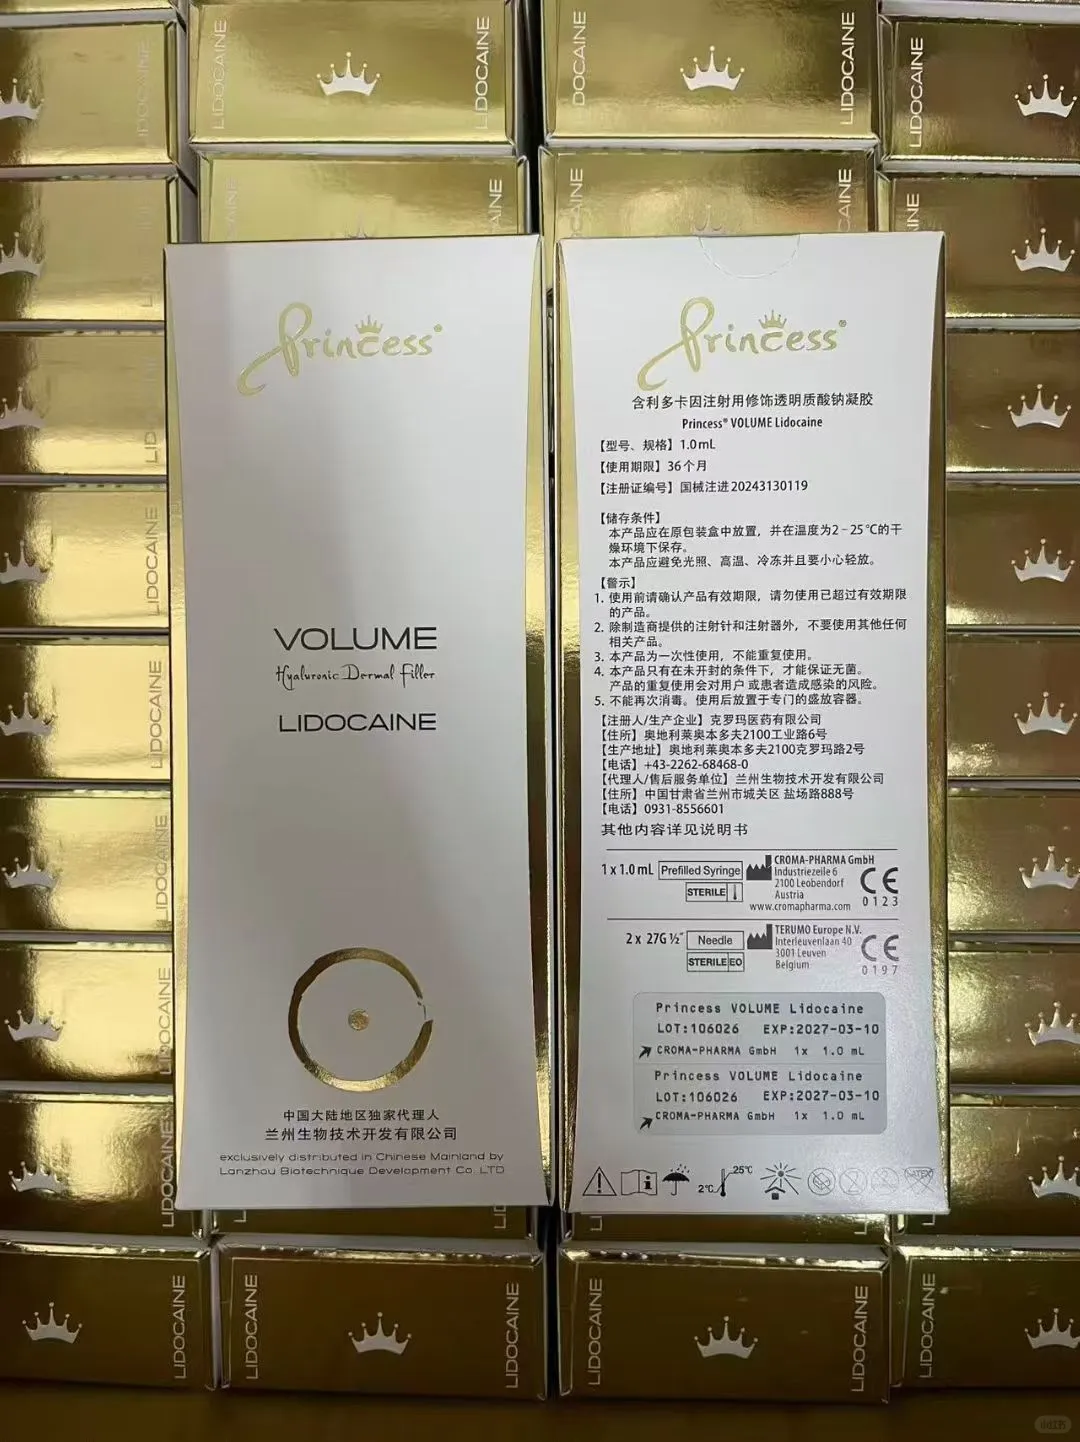 LIDOCAINE
LIDOCAINE
LIDOCAINE
DOCAINE
LIDOCAINE
LIDOCAINE
Princess®
VOLUME
Hyaluronic Dermal Filler
LIDOCAINE
中国大陆地区独家代理人
兰州生物技术开发有限公司
exclusively distributed in Chinese Mainland by
Lanzhou Biotechnique Development Co. LTD
Princess®
含利多卡因注射用修饰透明质酸钠凝胶
Princess® VOLUME Lidocaine
【型号、规格】1.0mL
【使用期限】36个月
【注册证编号】国械注进20243130119
【储存条件】
本产品应在原包装盒中放置，并在温度为2-25℃的干
燥环境下保存。
本产品应避免光照、高温、冷冻并且要小心轻放。
【警示】
1. 使用前请确认产品有效期限，请勿使用已超过有效期限
的产品。
2. 除制造商提供的注射针和注射器外，不要使用其他任何
相关产品。
3. 本产品为一次性使用，不能重复使用。
4. 本产品只有在未开封的条件下，才能保证无菌。
产品的重复使用会对用户或患者造成感染的风险。
5. 不能再次消毒。使用后放置于专门的盛放容器。
【注册人/生产企业】克罗玛医药有限公司
【住所】奥地利莱奥本多夫2100工业路6号
【生产地址】奥地利莱奥本多夫2100克罗玛路2号
【电话】+43-2262-68468-0
【代理人/售后服务单位】兰州生物技术开发有限公司
【住所】中国甘肃省兰州市城关区 盐场路888号
【电话】0931-8556601
其他内容详见说明书
1 x 1.0 mL Prefilled Syringe
STERILE
CROMA-PHARMA GmbH
Industriezeile 6
2100 Leobendorf
Austria
www.cromapharma.com
CE
0123
2 x 27G ½" Needle
STERILE EO
TERUMO Europe N.V.
Interleuvenlaan 40
3001 Leuven
Belgium
CE
0197
Princess VOLUME Lidocaine
LOT:106026 EXP:2027-03-10
CROMA-PHARMA GmbH 1x 1.0 mL
Princess VOLUME Lidocaine
LOT:106026 EXP:2027-03-10
CROMA-PHARMA GmbH 1x 1.0 mL
2℃
25℃
LATEX
LIDOCAINE
LIDOCAINE
LIDOCAINE
LIDOCAINE
LIDOCAINE
LIDOCAINE
LIDOCAINE
LIDOCAINE
LIDOCAINE
LIDOCAINE